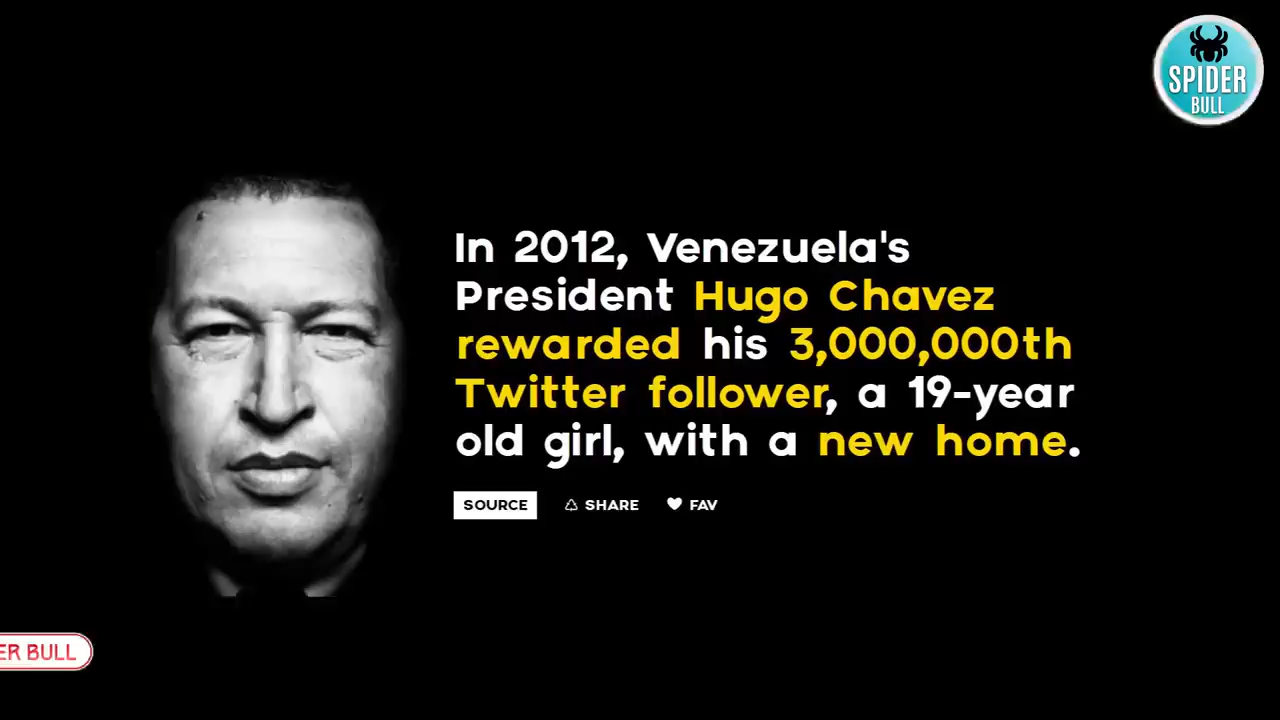 SPIDER
BULL
In 2012, Venezuela's
President Hugo Chavez
rewarded his 3,000,000th
Twitter follower, a 19-year
old girl, with a new home.
SOURCE SHARE FAV
ER BULL